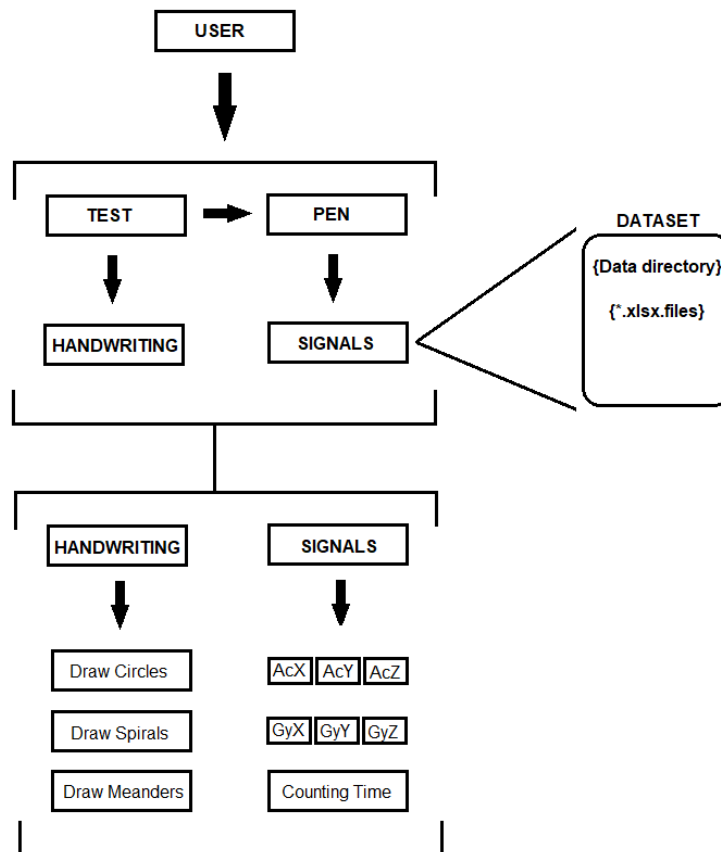 USER
TEST
PEN
DATASET
{Data directory}
{*.xlsx.files}
HANDWRITING
SIGNALS
HANDWRITING
SIGNALS
Draw Circles
AcX AcY AcZ
Draw Spirals
GyX GyY GyZ
Draw Meanders
Counting Time